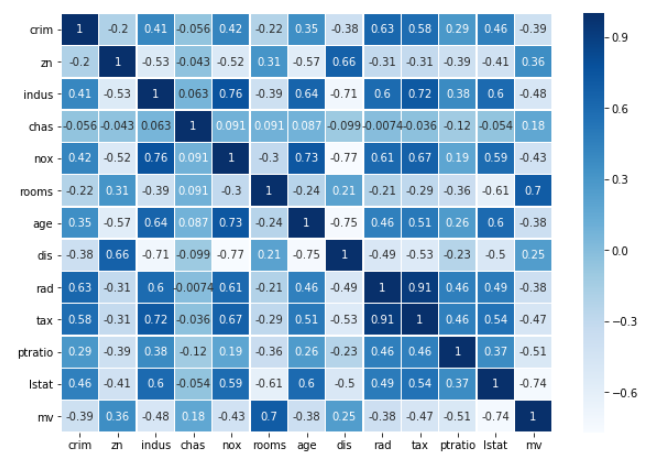 crim 1 -0.2 0.41 -0.056 0.42 -0.22 0.35 -0.38 0.63 0.58 0.29 0.46 -0.39
zn -0.2 1 -0.53 -0.043 -0.52 0.31 -0.57 0.66 -0.31 -0.31 -0.39 -0.41 0.36
indus 0.41 -0.53 1 0.063 0.76 -0.39 0.64 -0.71 0.6 0.72 0.38 0.6 -0.48
chas -0.056 -0.043 0.063 1 0.091 0.091 0.087 -0.099 -0.0074 -0.036 -0.12 -0.054 0.18
nox 0.42 -0.52 0.76 0.091 1 -0.3 0.73 -0.77 0.61 0.67 0.19 0.59 -0.43
rooms -0.22 0.31 -0.39 0.091 -0.3 1 -0.24 0.21 -0.21 -0.29 -0.36 -0.61 0.7
age 0.35 -0.57 0.64 0.087 0.73 -0.24 1 -0.75 0.46 0.51 0.26 0.6 -0.38
dis -0.38 0.66 -0.71 -0.099 -0.77 0.21 -0.75 1 -0.49 -0.53 -0.23 -0.5 0.25
rad 0.63 -0.31 0.6 -0.0074 0.61 -0.21 0.46 -0.49 1 0.91 0.46 0.49 -0.38
tax 0.58 -0.31 0.72 -0.036 0.67 -0.29 0.51 -0.53 0.91 1 0.46 0.54 -0.47
ptratio 0.29 -0.39 0.38 -0.12 0.19 -0.36 0.26 -0.23 0.46 0.46 1 0.37 -0.51
lstat 0.46 -0.41 0.6 -0.054 0.59 -0.61 0.6 -0.5 0.49 0.54 0.37 1 -0.74
mv -0.39 0.36 -0.48 0.18 -0.43 0.7 -0.38 0.25 -0.38 -0.47 -0.51 -0.74 1
crim zn indus chas nox rooms age dis rad tax ptratio lstat mv
0.9
0.6
0.3
0.0
-0.3
-0.6